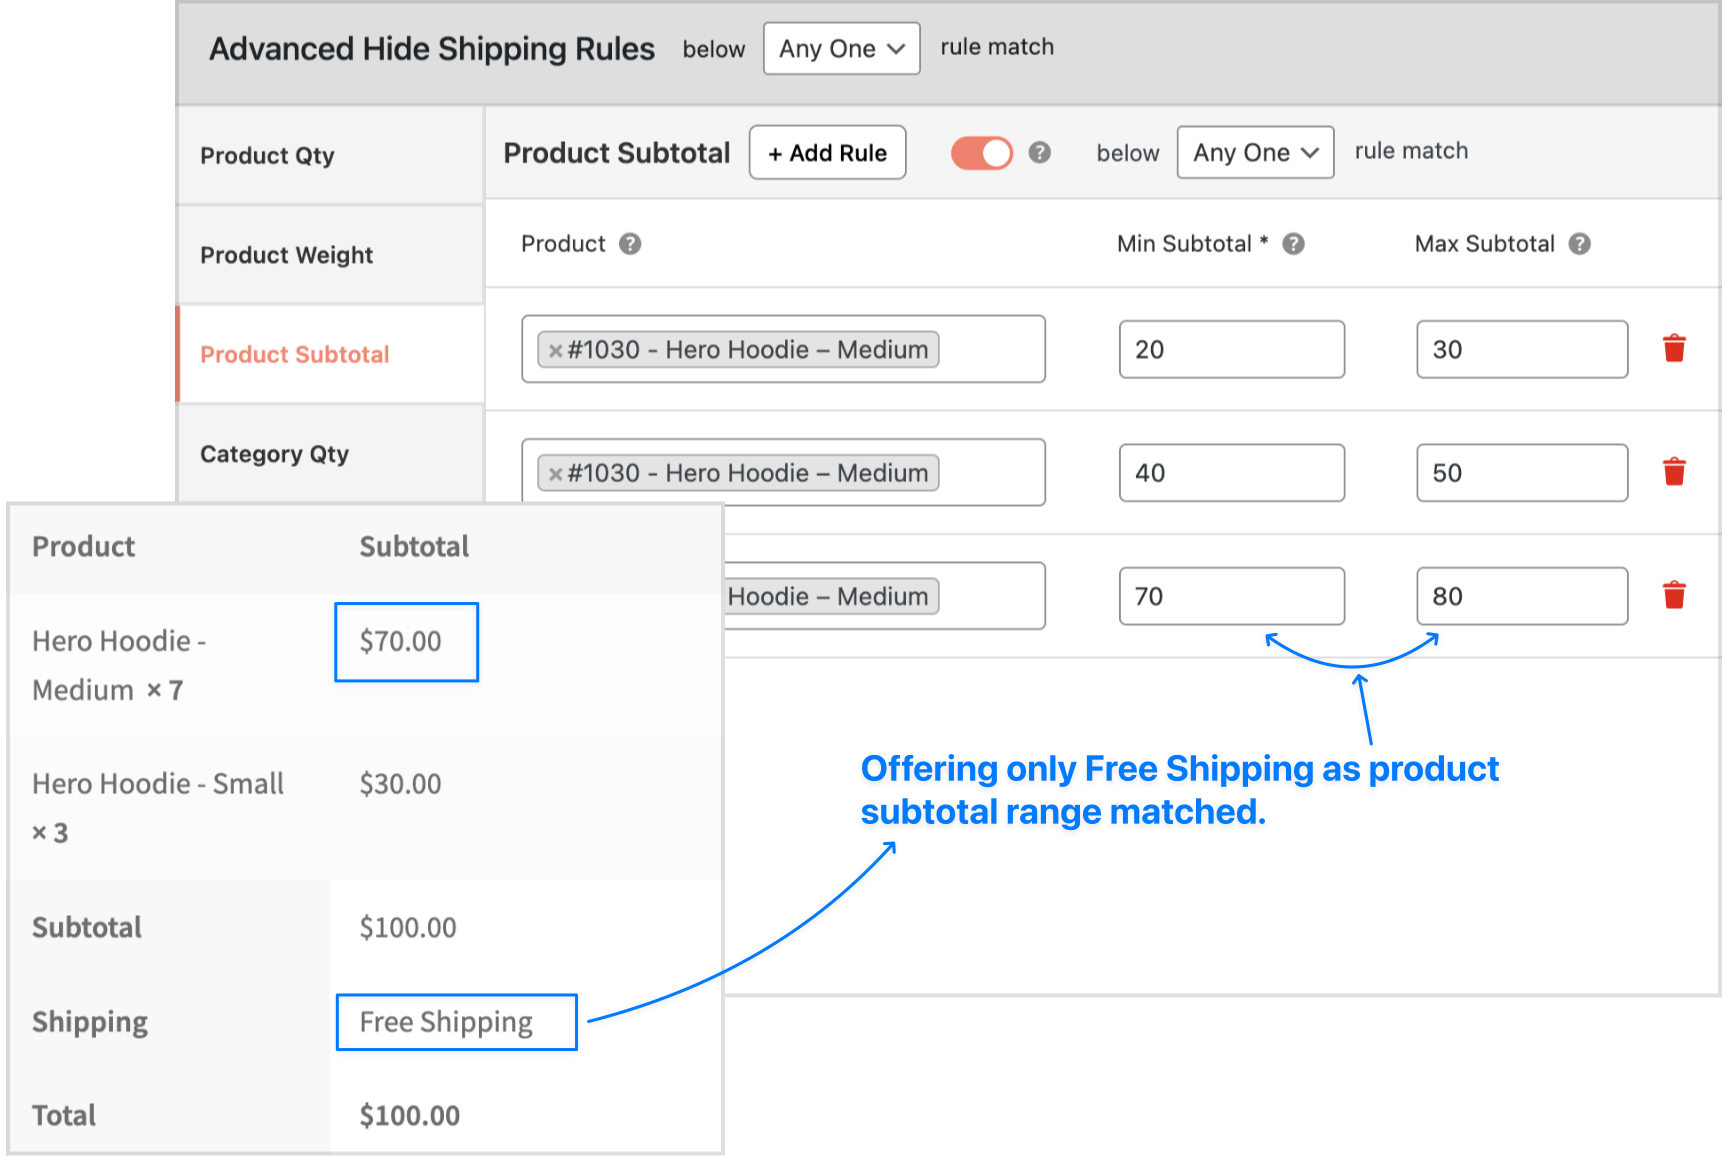 Advanced Hide Shipping Rules below Any One rule match
Product Qty
Product Weight
Product Subtotal
Category Qty
Product Subtotal + Add Rule ? below Any One rule match
Product ? Min Subtotal * ? Max Subtotal ?
×#1030 - Hero Hoodie – Medium 20 30
×#1030 - Hero Hoodie – Medium 40 50
Hoodie – Medium 70 80
Product Subtotal
Hero Hoodie - $70.00
Medium × 7
Hero Hoodie - Small $30.00
× 3
Subtotal $100.00
Shipping Free Shipping
Total $100.00
Offering only Free Shipping as product
subtotal range matched.